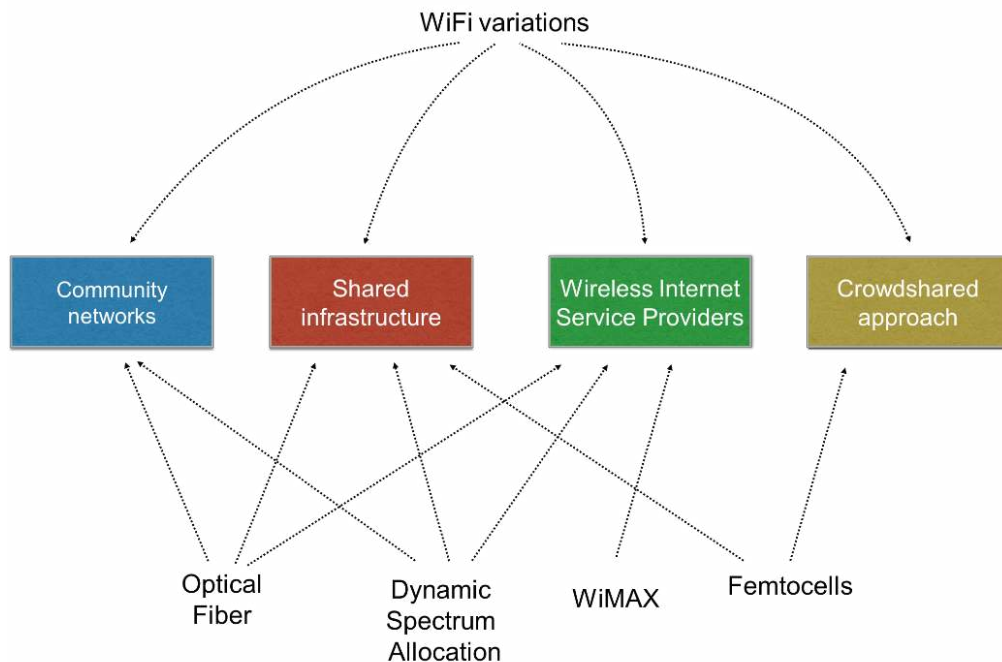 WiFi variations
Community
networks
Shared
infrastructure
Wireless Internet
Service Providers
Crowdshared
approach
Optical
Fiber
Dynamic
Spectrum
Allocation
WiMAX
Femtocells